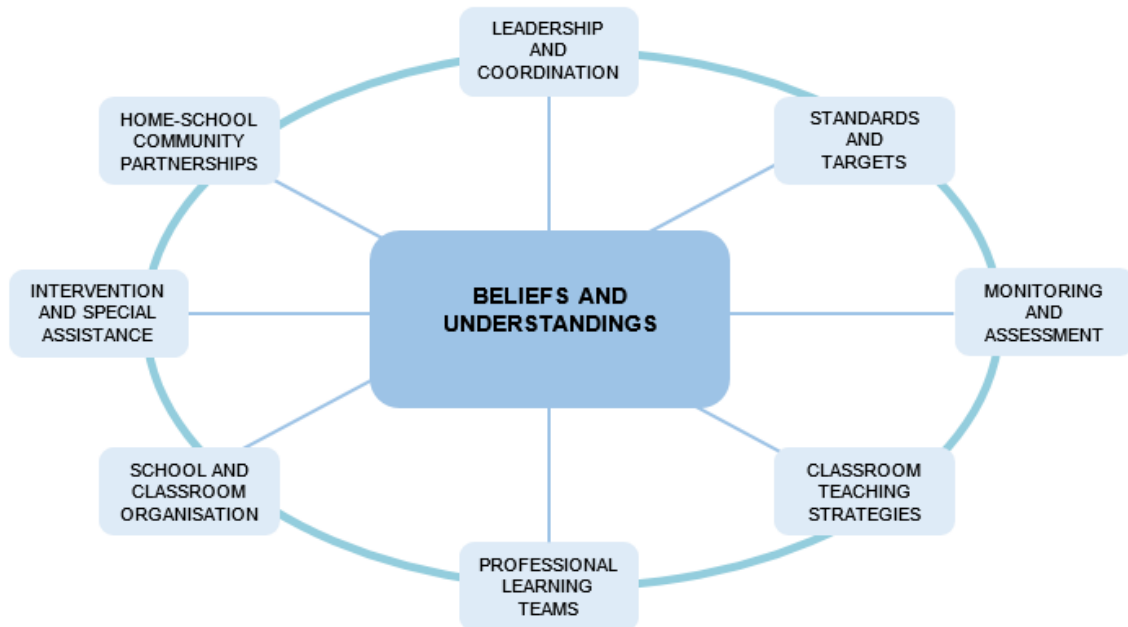 LEADERSHIP
AND
COORDINATION
STANDARDS
AND
TARGETS
MONITORING
AND
ASSESSMENT
CLASSROOM
TEACHING
STRATEGIES
PROFESSIONAL
LEARNING
TEAMS
SCHOOL AND
CLASSROOM
ORGANISATION
INTERVENTION
AND SPECIAL
ASSISTANCE
HOME-SCHOOL
COMMUNITY
PARTNERSHIPS
BELIEFS AND
UNDERSTANDINGS